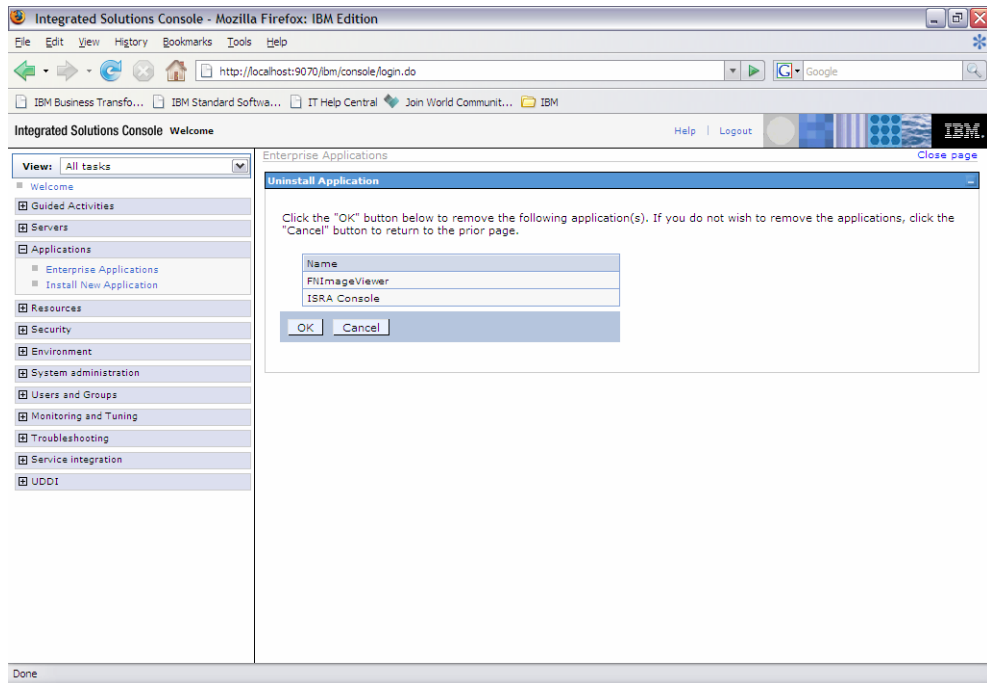 Integrated Solutions Console - Mozilla Firefox: IBM Edition
File Edit View History Bookmarks Tools Help
http://localhost:9070/ibm/console/login.do
G Google
IBM Business Transfo... IBM Standard Softwa... IT Help Central Join World Communit... IBM
Integrated Solutions Console Welcome
Help | Logout
IBM.
View: All tasks
Welcome
Guided Activities
Servers
Applications
Enterprise Applications
Install New Application
Resources
Security
Environment
System administration
Users and Groups
Monitoring and Tuning
Troubleshooting
Service integration
UDDI
Enterprise Applications
Close page
Uninstall Application
Click the "OK" button below to remove the following application(s). If you do not wish to remove the applications, click the
"Cancel" button to return to the prior page.
Name
FNImageViewer
ISRA Console
OK Cancel
Done